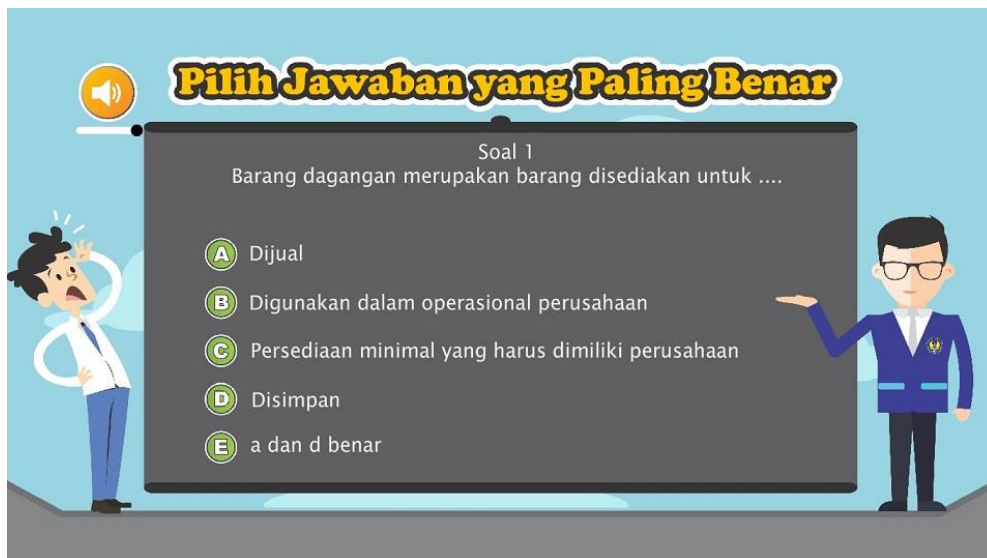 Pilih Jawaban yang Paling Benar
Soal 1
Barang dagangan merupakan barang disediakan untuk ....
A Dijual
B Digunakan dalam operasional perusahaan
C Persediaan minimal yang harus dimiliki perusahaan
D Disimpan
E a dan d benar